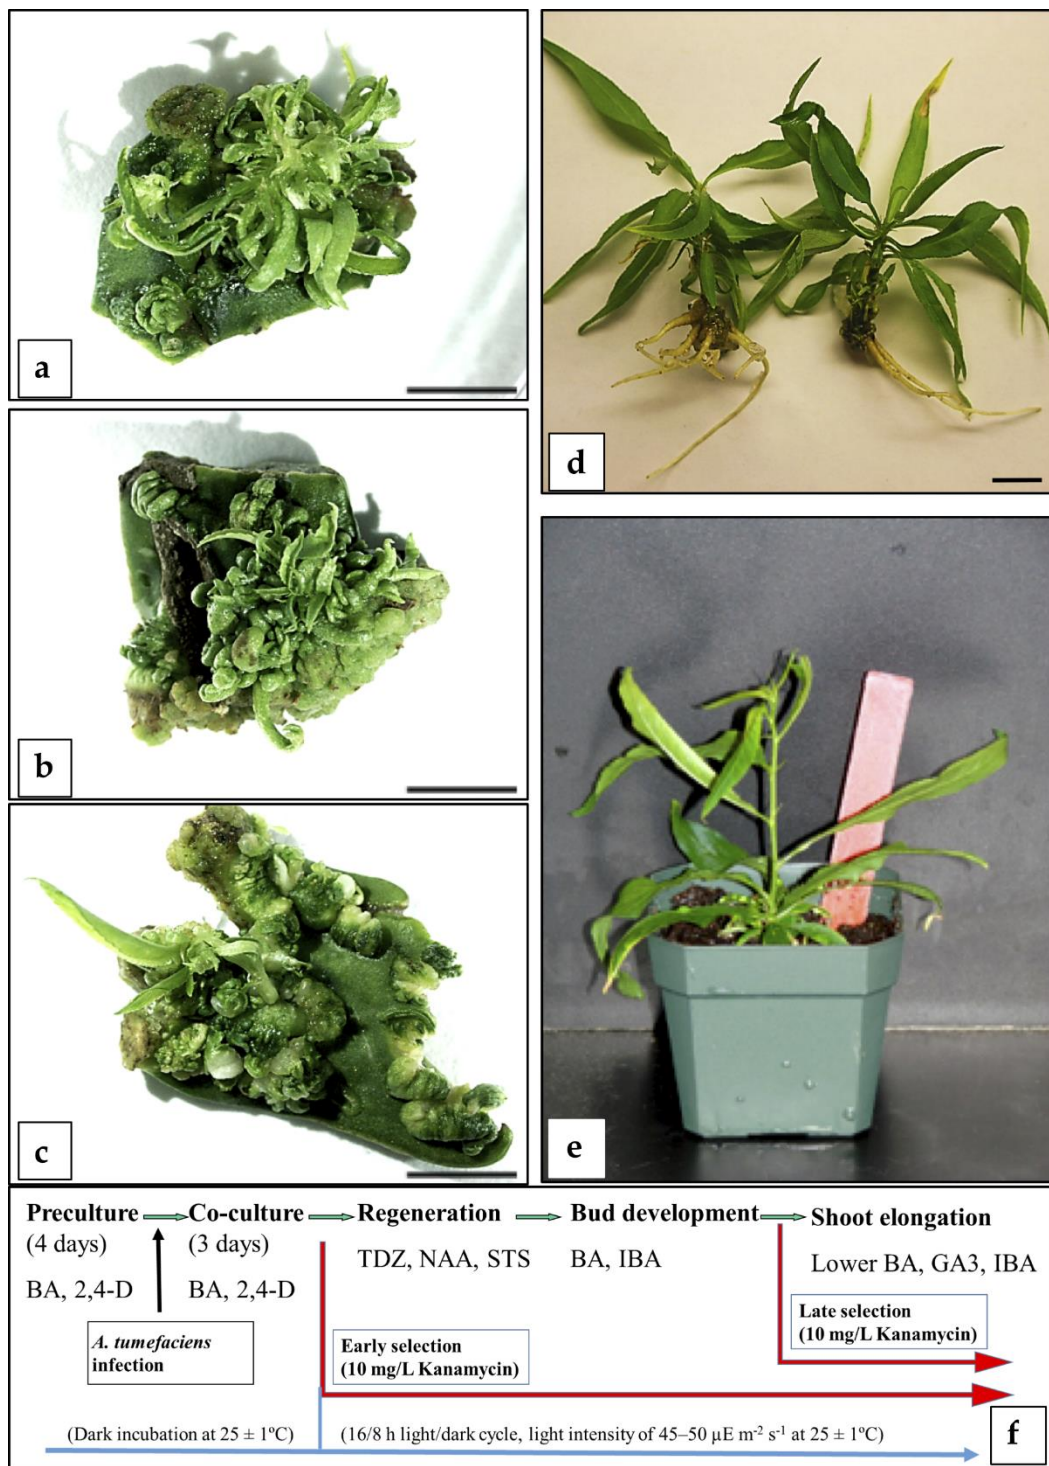 a
b
c
d
e
Preculture
(4 days)
BA, 2,4-D
Co-culture
(3 days)
BA, 2,4-D
Regeneration
TDZ, NAA, STS
Bud development
BA, IBA
Shoot elongation
Lower BA, GA3, IBA
A. tumefaciens
infection
Early selection
(10 mg/L Kanamycin)
Late selection
(10 mg/L Kanamycin)
(Dark incubation at 25 ± 1ºC)
(16/8 h light/dark cycle, light intensity of 45–50 µE m⁻² s⁻¹ at 25 ± 1ºC)
f